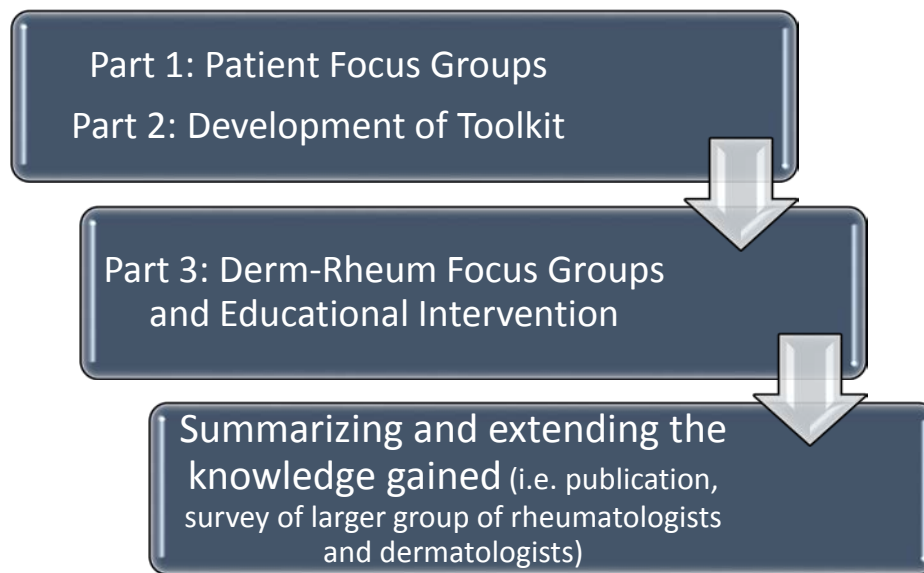 Part 1: Patient Focus Groups
Part 2: Development of Toolkit
Part 3: Derm-Rheum Focus Groups
and Educational Intervention
Summarizing and extending the
knowledge gained (i.e. publication,
survey of larger group of rheumatologists
and dermatologists)